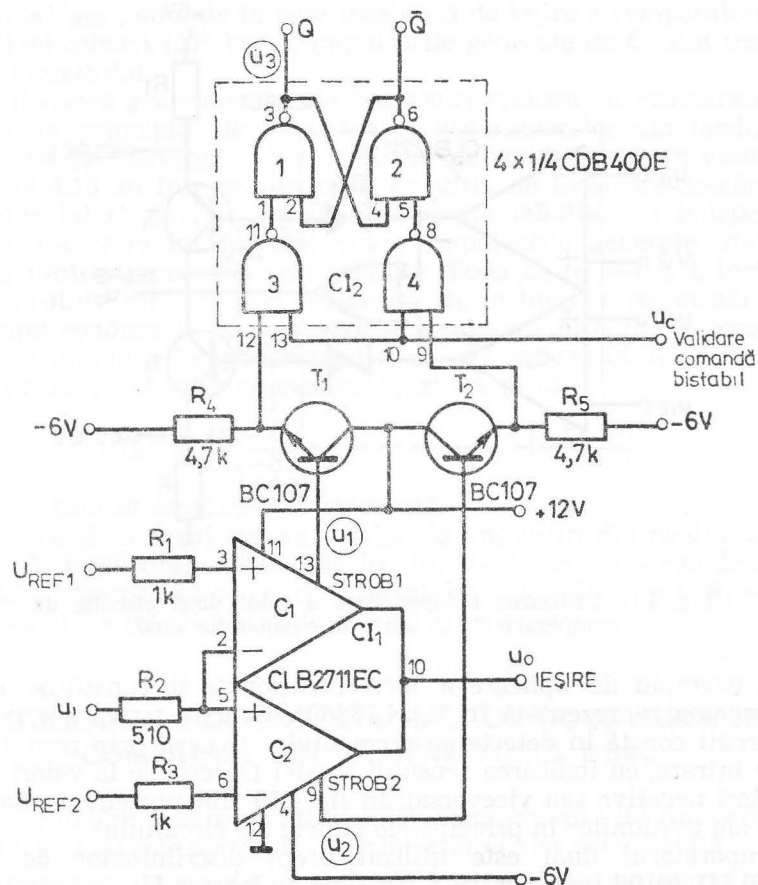 Q
Q̄
u3
3
6
1
2
4 × 1/4 CDB400E
1
2
4
5
11
8
3
CI2
4
uc
12
13
10
9
Validare
comandă
bistabil
T1
T2
R4
R5
-6V
-6V
4,7k
4,7k
BC107
BC107
+12V
u1
11
R1
13
UREF1
3
+
STROB1
1k
C1
CI1
2
−
uo
R2
CLB2711EC
10
IEȘIRE
uI
5
+
510
R3
C2
UREF2
6
−
STROB2
1k
4
9
12
u2
-6V